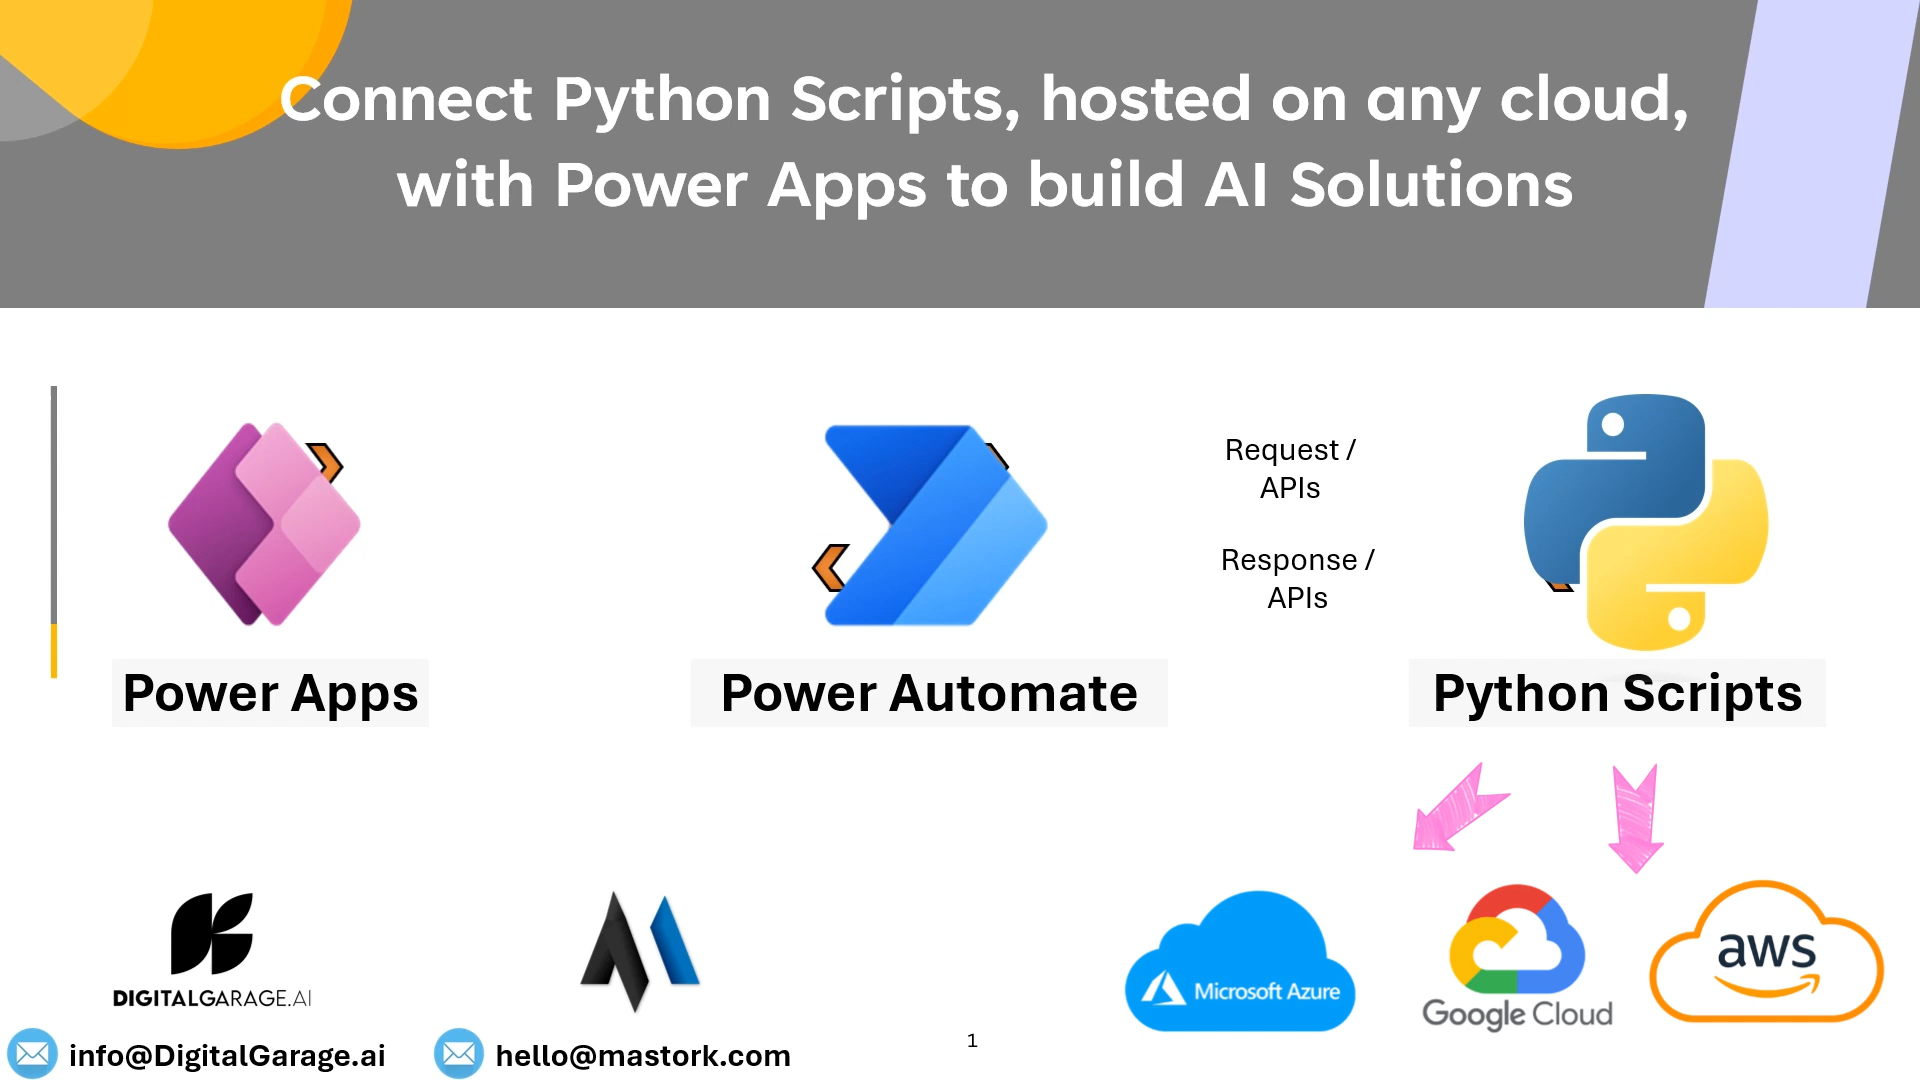 Connect Python Scripts, hosted on any cloud,
with Power Apps to build AI Solutions
Request /
APIs
Response /
APIs
Power Apps
Power Automate
Python Scripts
DIGITALGARAGE.AI
Microsoft Azure
Google Cloud
aws
info@DigitalGarage.ai
hello@mastork.com
1